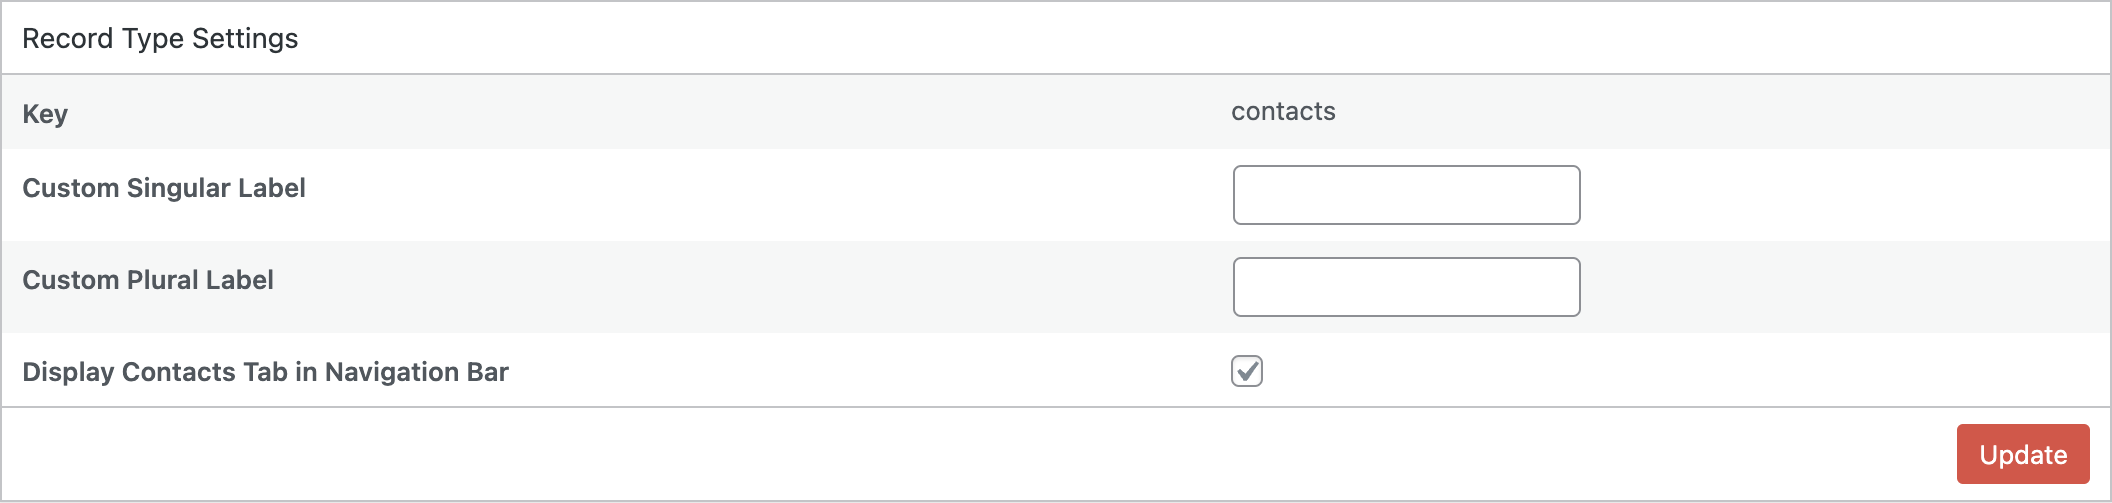 Record Type Settings
Key contacts
Custom Singular Label
Custom Plural Label
Display Contacts Tab in Navigation Bar
Update